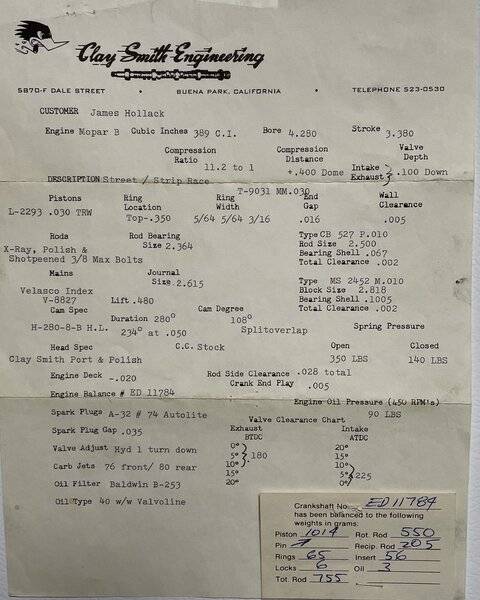 Clay Smith Engineering
5870-F DALE STREET • BUENA PARK, CALIFORNIA • TELEPHONE 523-0530
CUSTOMER James Hollack
Engine Mopar B Cubic Inches 389 C.I. Bore 4.280 Stroke 3.380
Compression Ratio 11.2 to 1 Compression Distance +.400 Dome Valve Depth Intake Exhaust } .100 Down
DESCRIPTION Street / Strip Race
T-9031 MM.030
Pistons Ring Location Ring Width End Gap Wall Clearance
L-2293 .030 TRW Top-.350 5/64 5/64 3/16 .016 .005
Rods Rod Bearing Type CB 527 P.010
Size 2.364 Rod Size 2.500
X-Ray, Polish & Bearing Shell .067
Shotpeened 3/8 Max Bolts Total Clearance .002
Mains Journal Type MS 2452 M.010
Size 2.615 Block Size 2.818
Velasco Index Bearing Shell .1005
V-8827 Lift .480 Total Clearance .002
Cam Spec Cam Degree
Duration 280° 108°
H-280-8-B H.L. 234° at .050 Splitoverlap Spring Pressure
Head Spec C.C. Stock Open Closed
Clay Smith Port & Polish 350 LBS 140 LBS
Engine Deck -.020 Rod Side Clearance .028 total
Crank End Play .005
Engine Balance # ED 11784
Engine Oil Pressure (450 RPM's)
90 LBS
Spark Plugs A-32 # 74 Autolite Valve Clearance Chart
Spark Plug Gap .035 Exhaust Intake
BTDC ATDC
Valve Adjust Hyd 1 turn down 0° 20°
5° } .180 15°
Carb Jets 76 front/ 80 rear 10° 10°
15° 5° } 225
Oil Filter Baldwin B-253 20° 0°
Oil Type 40 w/w Valvoline
Crankshaft No. ED11784
has been balanced to the following
weights in grams:
Piston 1014 Rot. Rod 550
Pin Recip. Rod 205
Rings 65 Insert 56
Locks 6 Oil 3
Tot. Rod 755